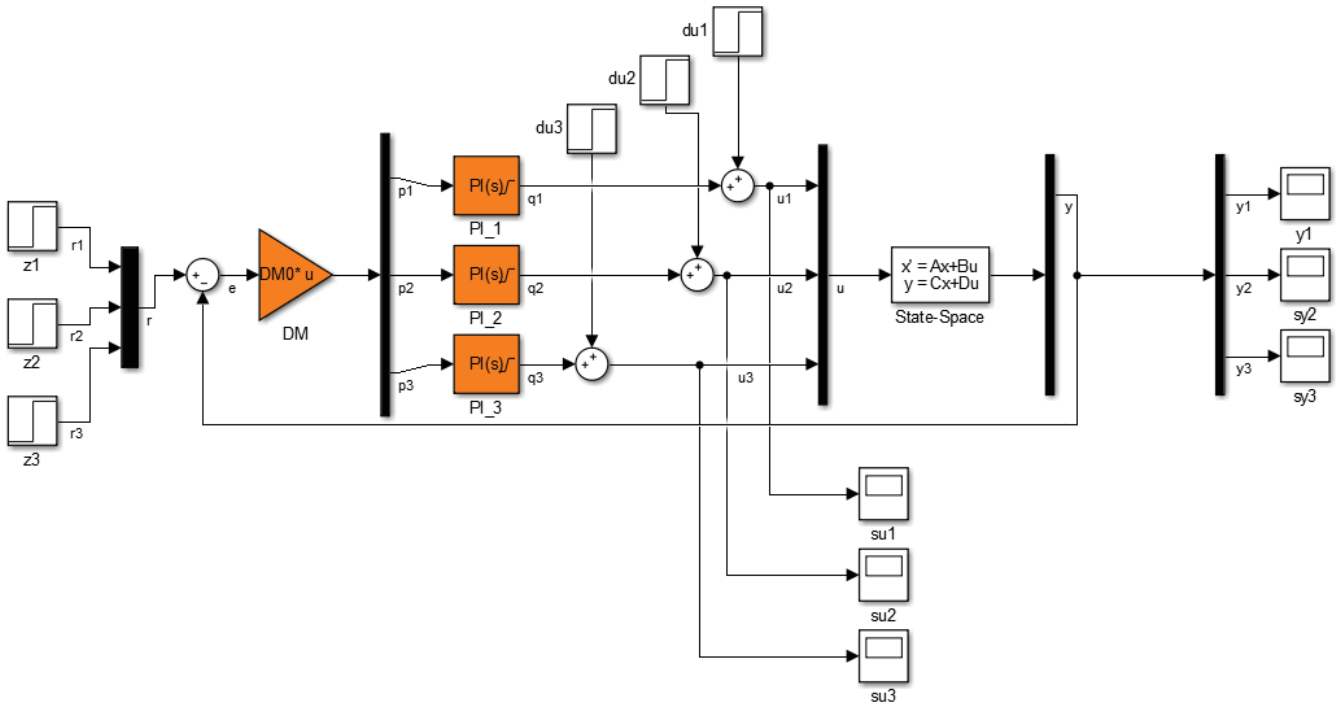 du1
du2
du3
z1
r1
z2
r2
z3
r3
r
+
−
e
DM0* u
DM
p1
p2
p3
PI(s)
q1
PI_1
PI(s)
q2
PI_2
PI(s)
q3
PI_3
+
+
+
+
+
+
u1
u2
u3
u
x' = Ax+Bu
y = Cx+Du
State-Space
y
y1
y1
y2
sy2
y3
sy3
su1
su2
su3